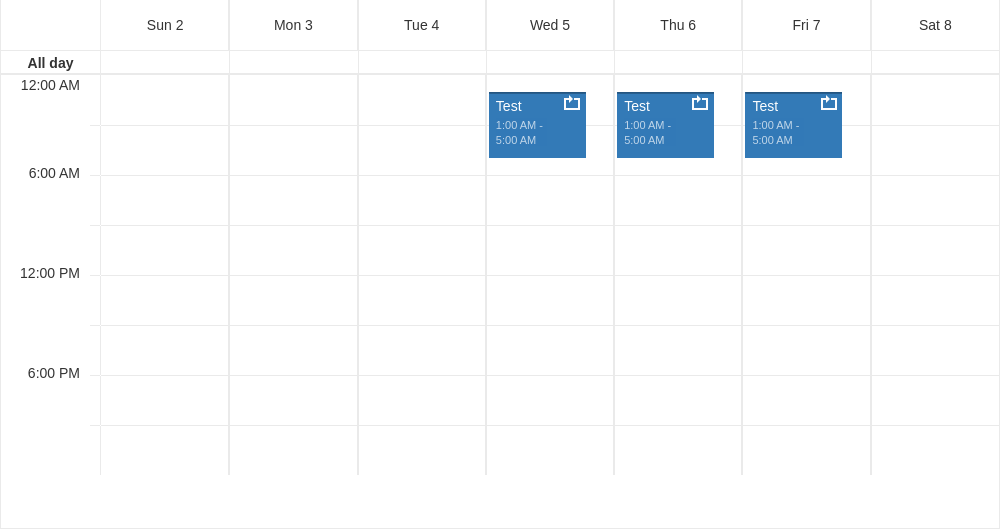 Sun 2
Mon 3
Tue 4
Wed 5
Thu 6
Fri 7
Sat 8
All day
12:00 AM
Test
1:00 AM -
5:00 AM
Test
1:00 AM -
5:00 AM
Test
1:00 AM -
5:00 AM
6:00 AM
12:00 PM
6:00 PM